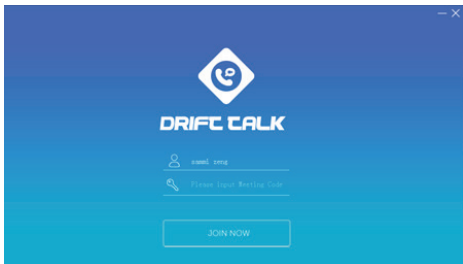 DRIFT TALK
sammi zeng
Please Input Meeting Code
JOIN NOW